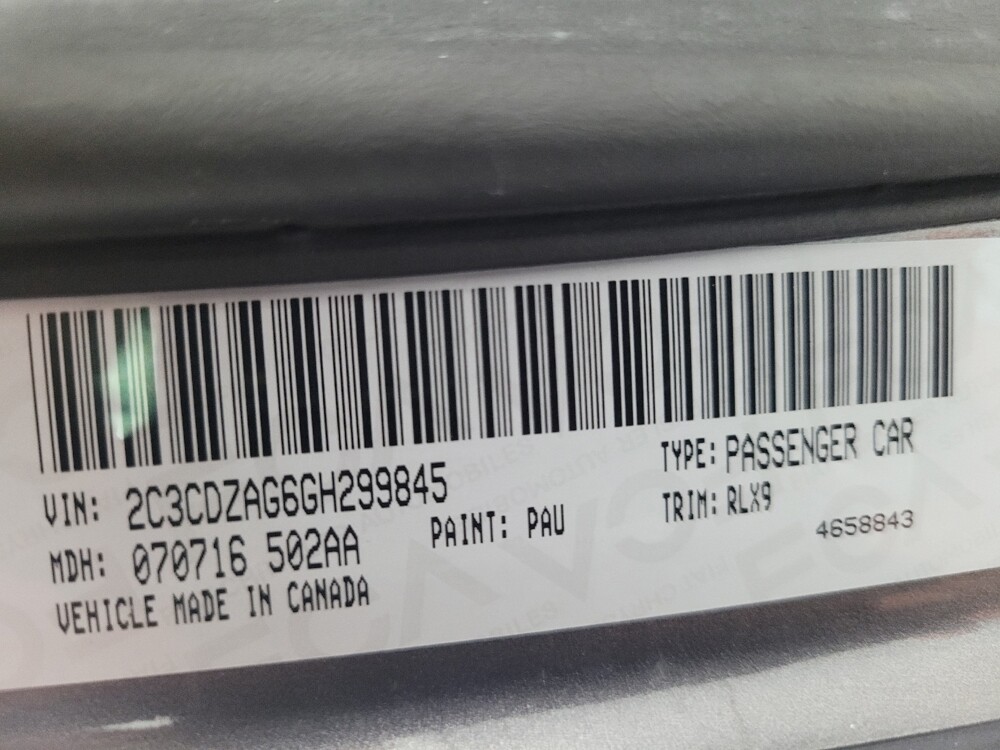 VIN: 2C3CDZAG6GH299845
TYPE: PASSENGER CAR
MDH: 070716 502AA
PAINT: PAU
TRIM: RLX9
VEHICLE MADE IN CANADA
4658843